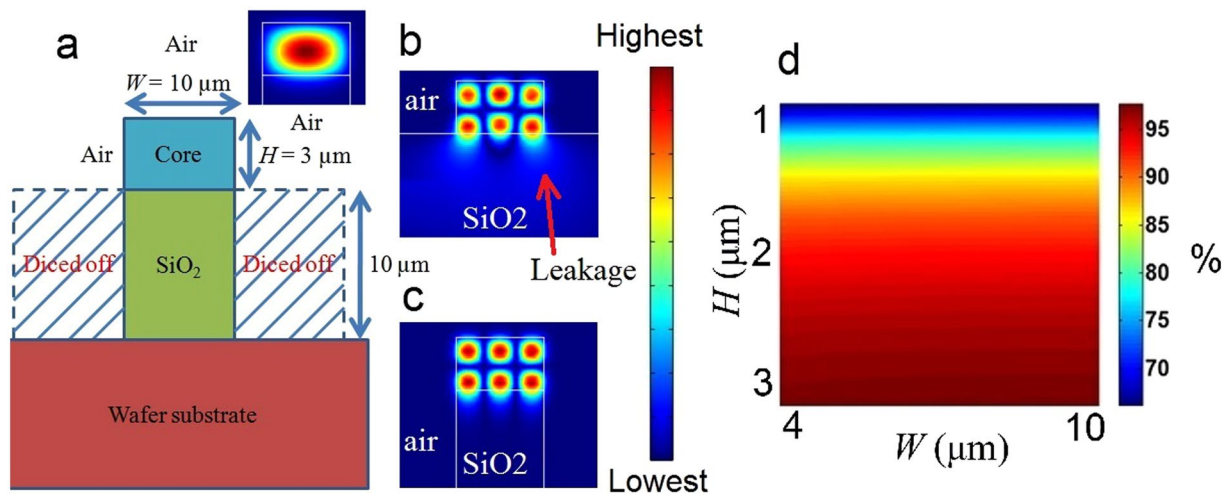 a
Air
W = 10 μm
Air
Air
Core
H = 3 μm
Diced off
SiO2
Diced off
10 μm
Wafer substrate
b
air
SiO2
Leakage
c
air
SiO2
Highest
Lowest
d
1
2
3
H (μm)
4
10
W (μm)
95
90
85
80
75
70
%